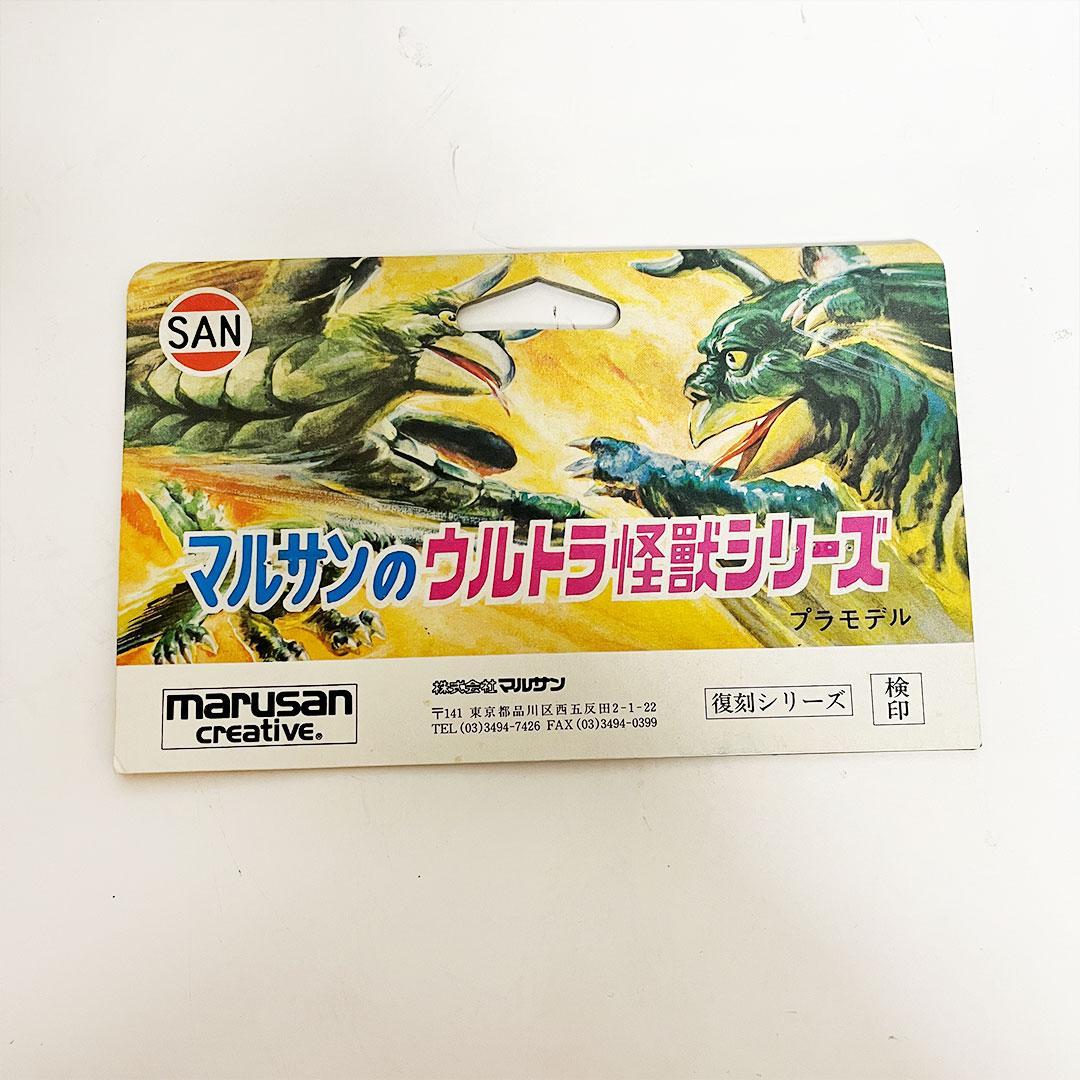 SAN
マルサンのウルトラ怪獣シリーズ
プラモデル
marusan
creative®
株式会社マルサン
〒141 東京都品川区西五反田2-1-22
TEL(03)3494-7426 FAX(03)3494-0399
復刻シリーズ
検
印